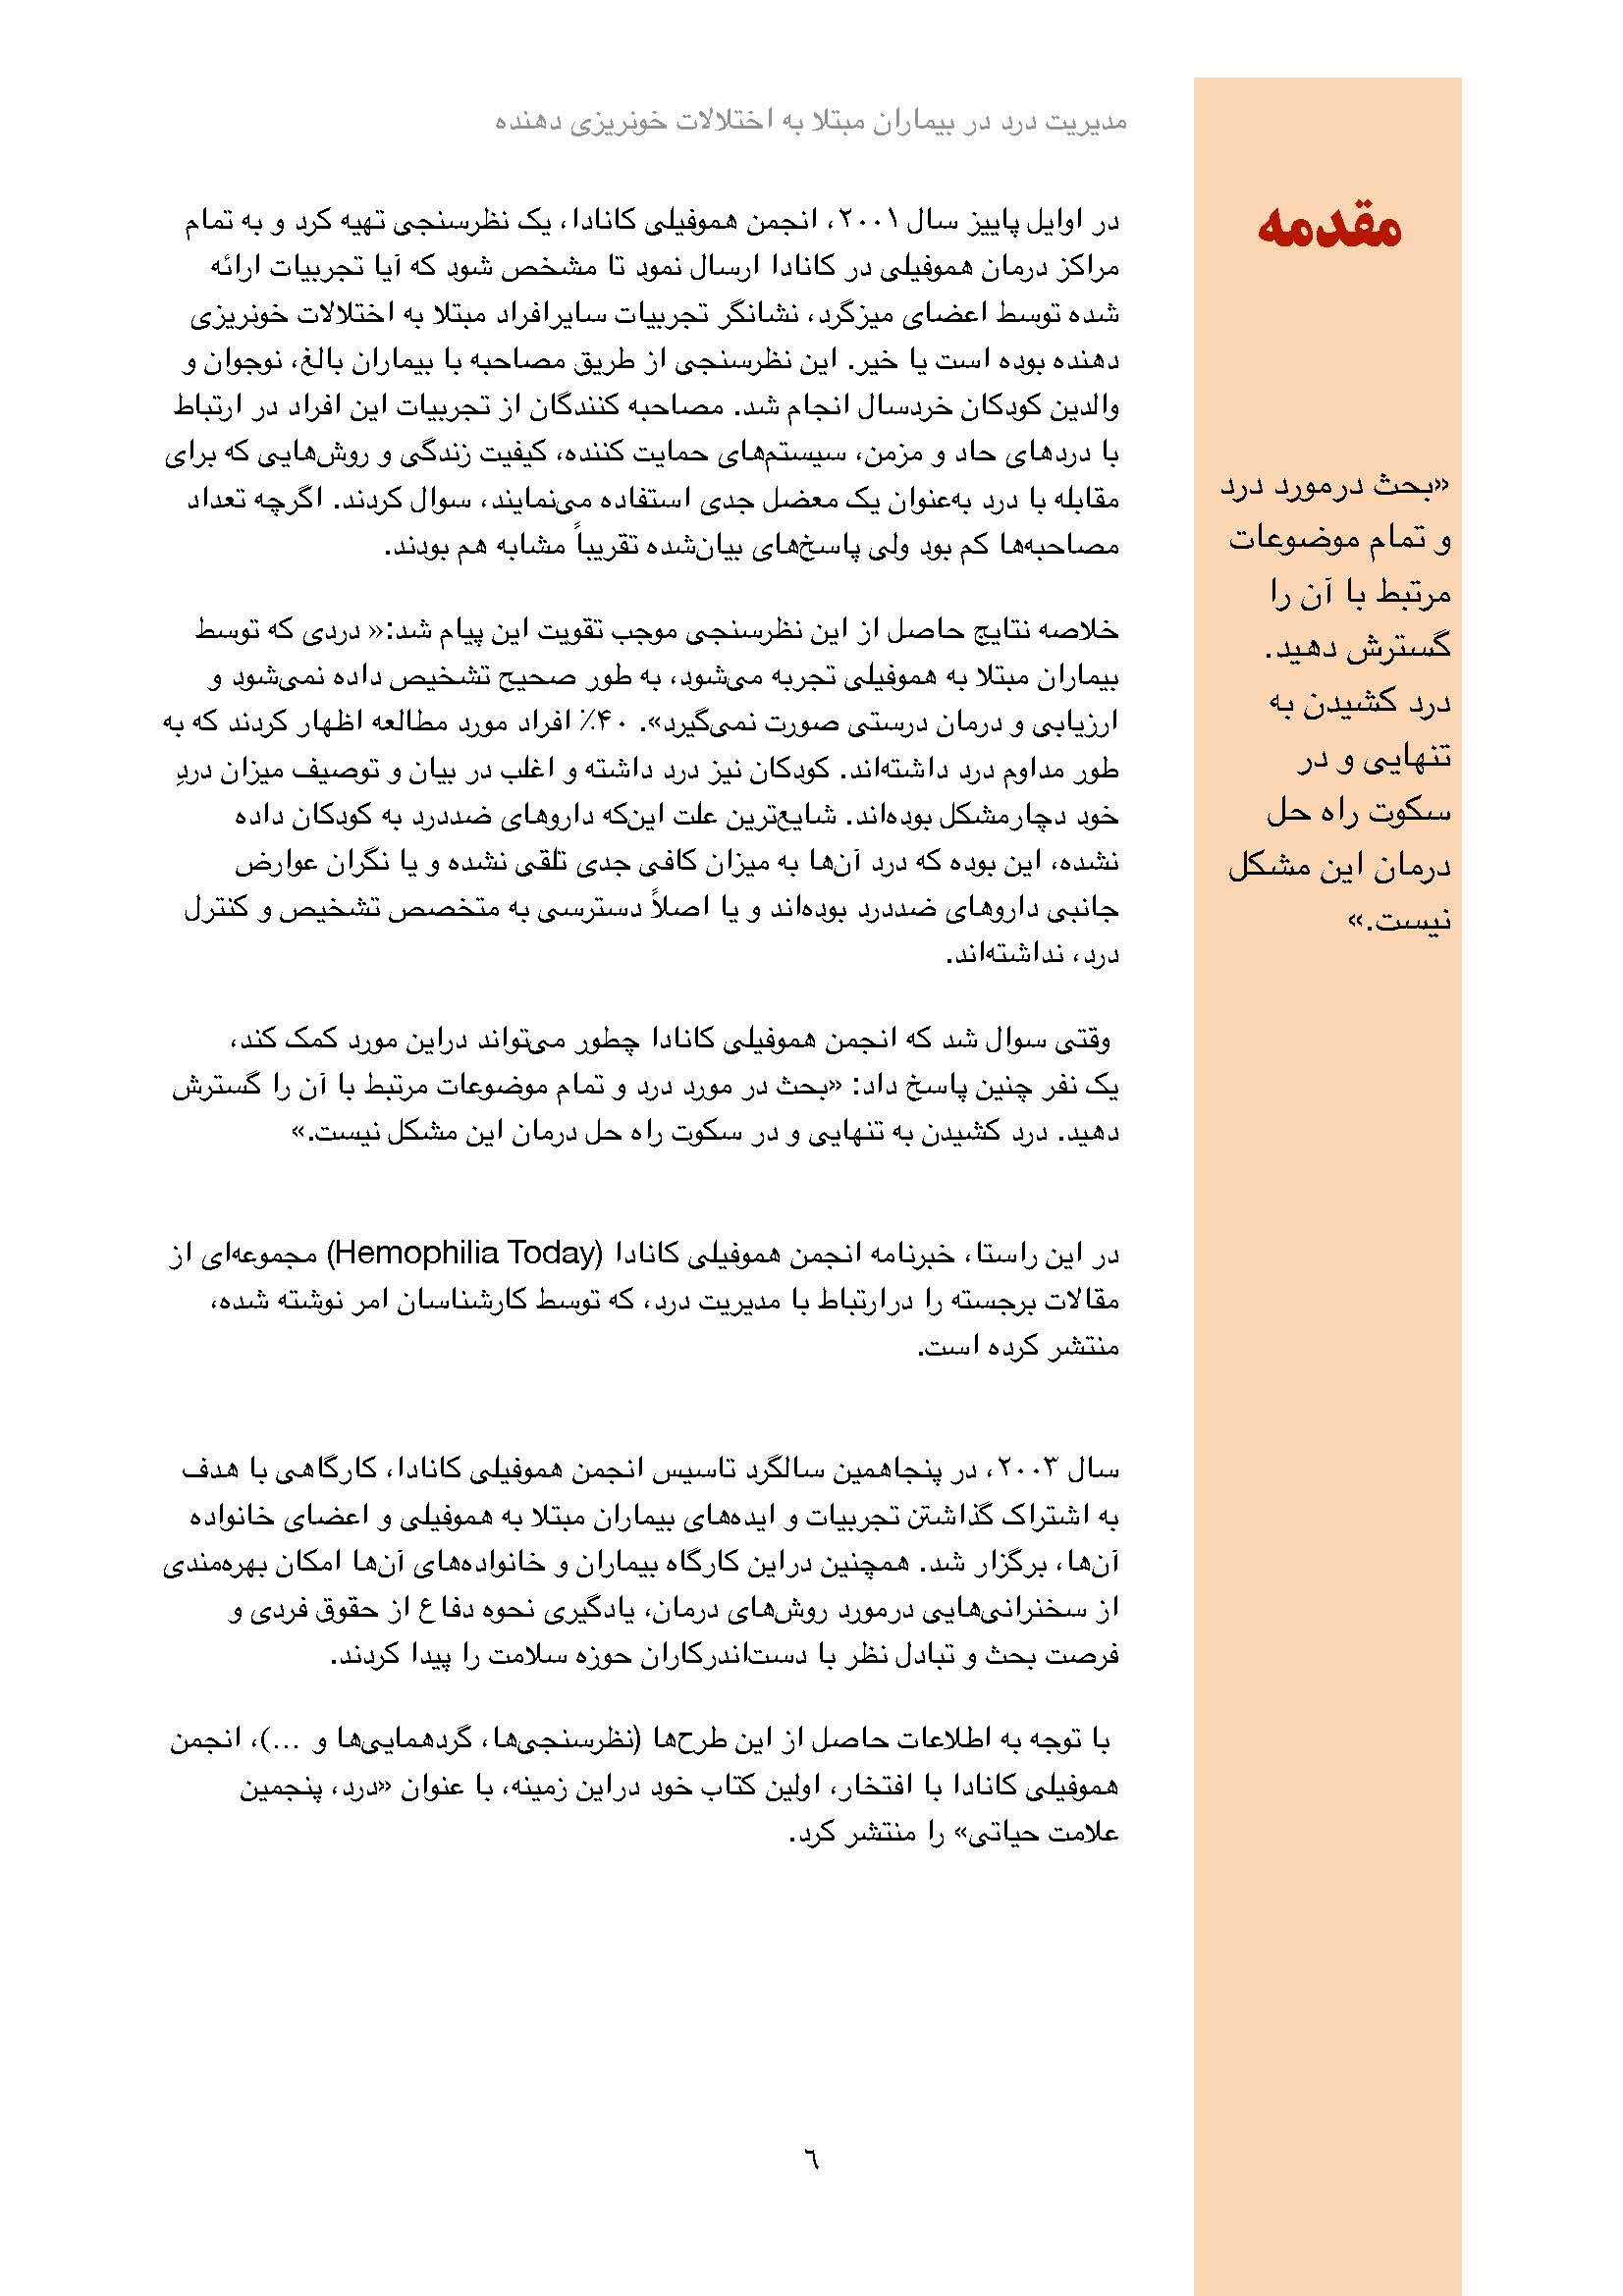 مدیریت درد در بیماران مبتلا به اختلالات خونریزی دهنده
مقدمه
«بحث درمورد درد
و تمام موضوعات
مرتبط با آن را
گسترش دهید.
درد کشیدن به
تنهایی و در
سکوت راه حل
درمان این مشکل
نیست.»
در اوایل پاییز سال ۲۰۰۱، انجمن هموفیلی کانادا، یک نظرسنجی تهیه کرد و به تمام
مراکز درمان هموفیلی در کانادا ارسال نمود تا مشخص شود که آیا تجربیات ارائه
شده توسط اعضای میزگرد، نشانگر تجربیات سایرافراد مبتلا به اختلالات خونریزی
دهنده بوده است یا خیر. این نظرسنجی از طریق مصاحبه با بیماران بالغ، نوجوان و
والدین کودکان خردسال انجام شد. مصاحبه کنندگان از تجربیات این افراد در ارتباط
با دردهای حاد و مزمن، سیستم‌های حمایت کننده، کیفیت زندگی و روش‌هایی که برای
مقابله با درد به‌عنوان یک معضل جدی استفاده می‌نمایند، سوال کردند. اگرچه تعداد
مصاحبه‌ها کم بود ولی پاسخ‌های بیان‌شده تقریباً مشابه هم بودند.
خلاصه نتایج حاصل از این نظرسنجی موجب تقویت این پیام شد:« دردی که توسط
بیماران مبتلا به هموفیلی تجربه می‌شود، به طور صحیح تشخیص داده نمی‌شود و
ارزیابی و درمان درستی صورت نمی‌گیرد». ۴۰٪ افراد مورد مطالعه اظهار کردند که به
طور مداوم درد داشته‌اند. کودکان نیز درد داشته و اغلب در بیان و توصیف میزان دردِ
خود دچارمشکل بوده‌اند. شایع‌ترین علت این‌که داروهای ضددرد به کودکان داده
نشده، این بوده که درد آن‌ها به میزان کافی جدی تلقی نشده و یا نگران عوارض
جانبی داروهای ضددرد بوده‌اند و یا اصلاً دسترسی به متخصص تشخیص و کنترل
درد، نداشته‌اند.
وقتی سوال شد که انجمن هموفیلی کانادا چطور می‌تواند دراین مورد کمک کند،
یک نفر چنین پاسخ داد: «بحث در مورد درد و تمام موضوعات مرتبط با آن را گسترش
دهید. درد کشیدن به تنهایی و در سکوت راه حل درمان این مشکل نیست.»
در این راستا، خبرنامه انجمن هموفیلی کانادا (Hemophilia Today) مجموعه‌ای از
مقالات برجسته را درارتباط با مدیریت درد، که توسط کارشناسان امر نوشته شده،
منتشر کرده است.
سال ۲۰۰۳، در پنجاهمین سالگرد تاسیس انجمن هموفیلی کانادا، کارگاهی با هدف
به اشتراک گذاشتن تجربیات و ایده‌های بیماران مبتلا به هموفیلی و اعضای خانواده
آن‌ها، برگزار شد. همچنین دراین کارگاه بیماران و خانواده‌های آن‌ها امکان بهره‌مندی
از سخنرانی‌هایی درمورد روش‌های درمان، یادگیری نحوه دفاع از حقوق فردی و
فرصت بحث و تبادل نظر با دست‌اندرکاران حوزه سلامت را پیدا کردند.
با توجه به اطلاعات حاصل از این طرح‌ها (نظرسنجی‌ها، گردهمایی‌ها و ...)، انجمن
هموفیلی کانادا با افتخار، اولین کتاب خود دراین زمینه، با عنوان «درد، پنجمین
علامت حیاتی» را منتشر کرد.
٦